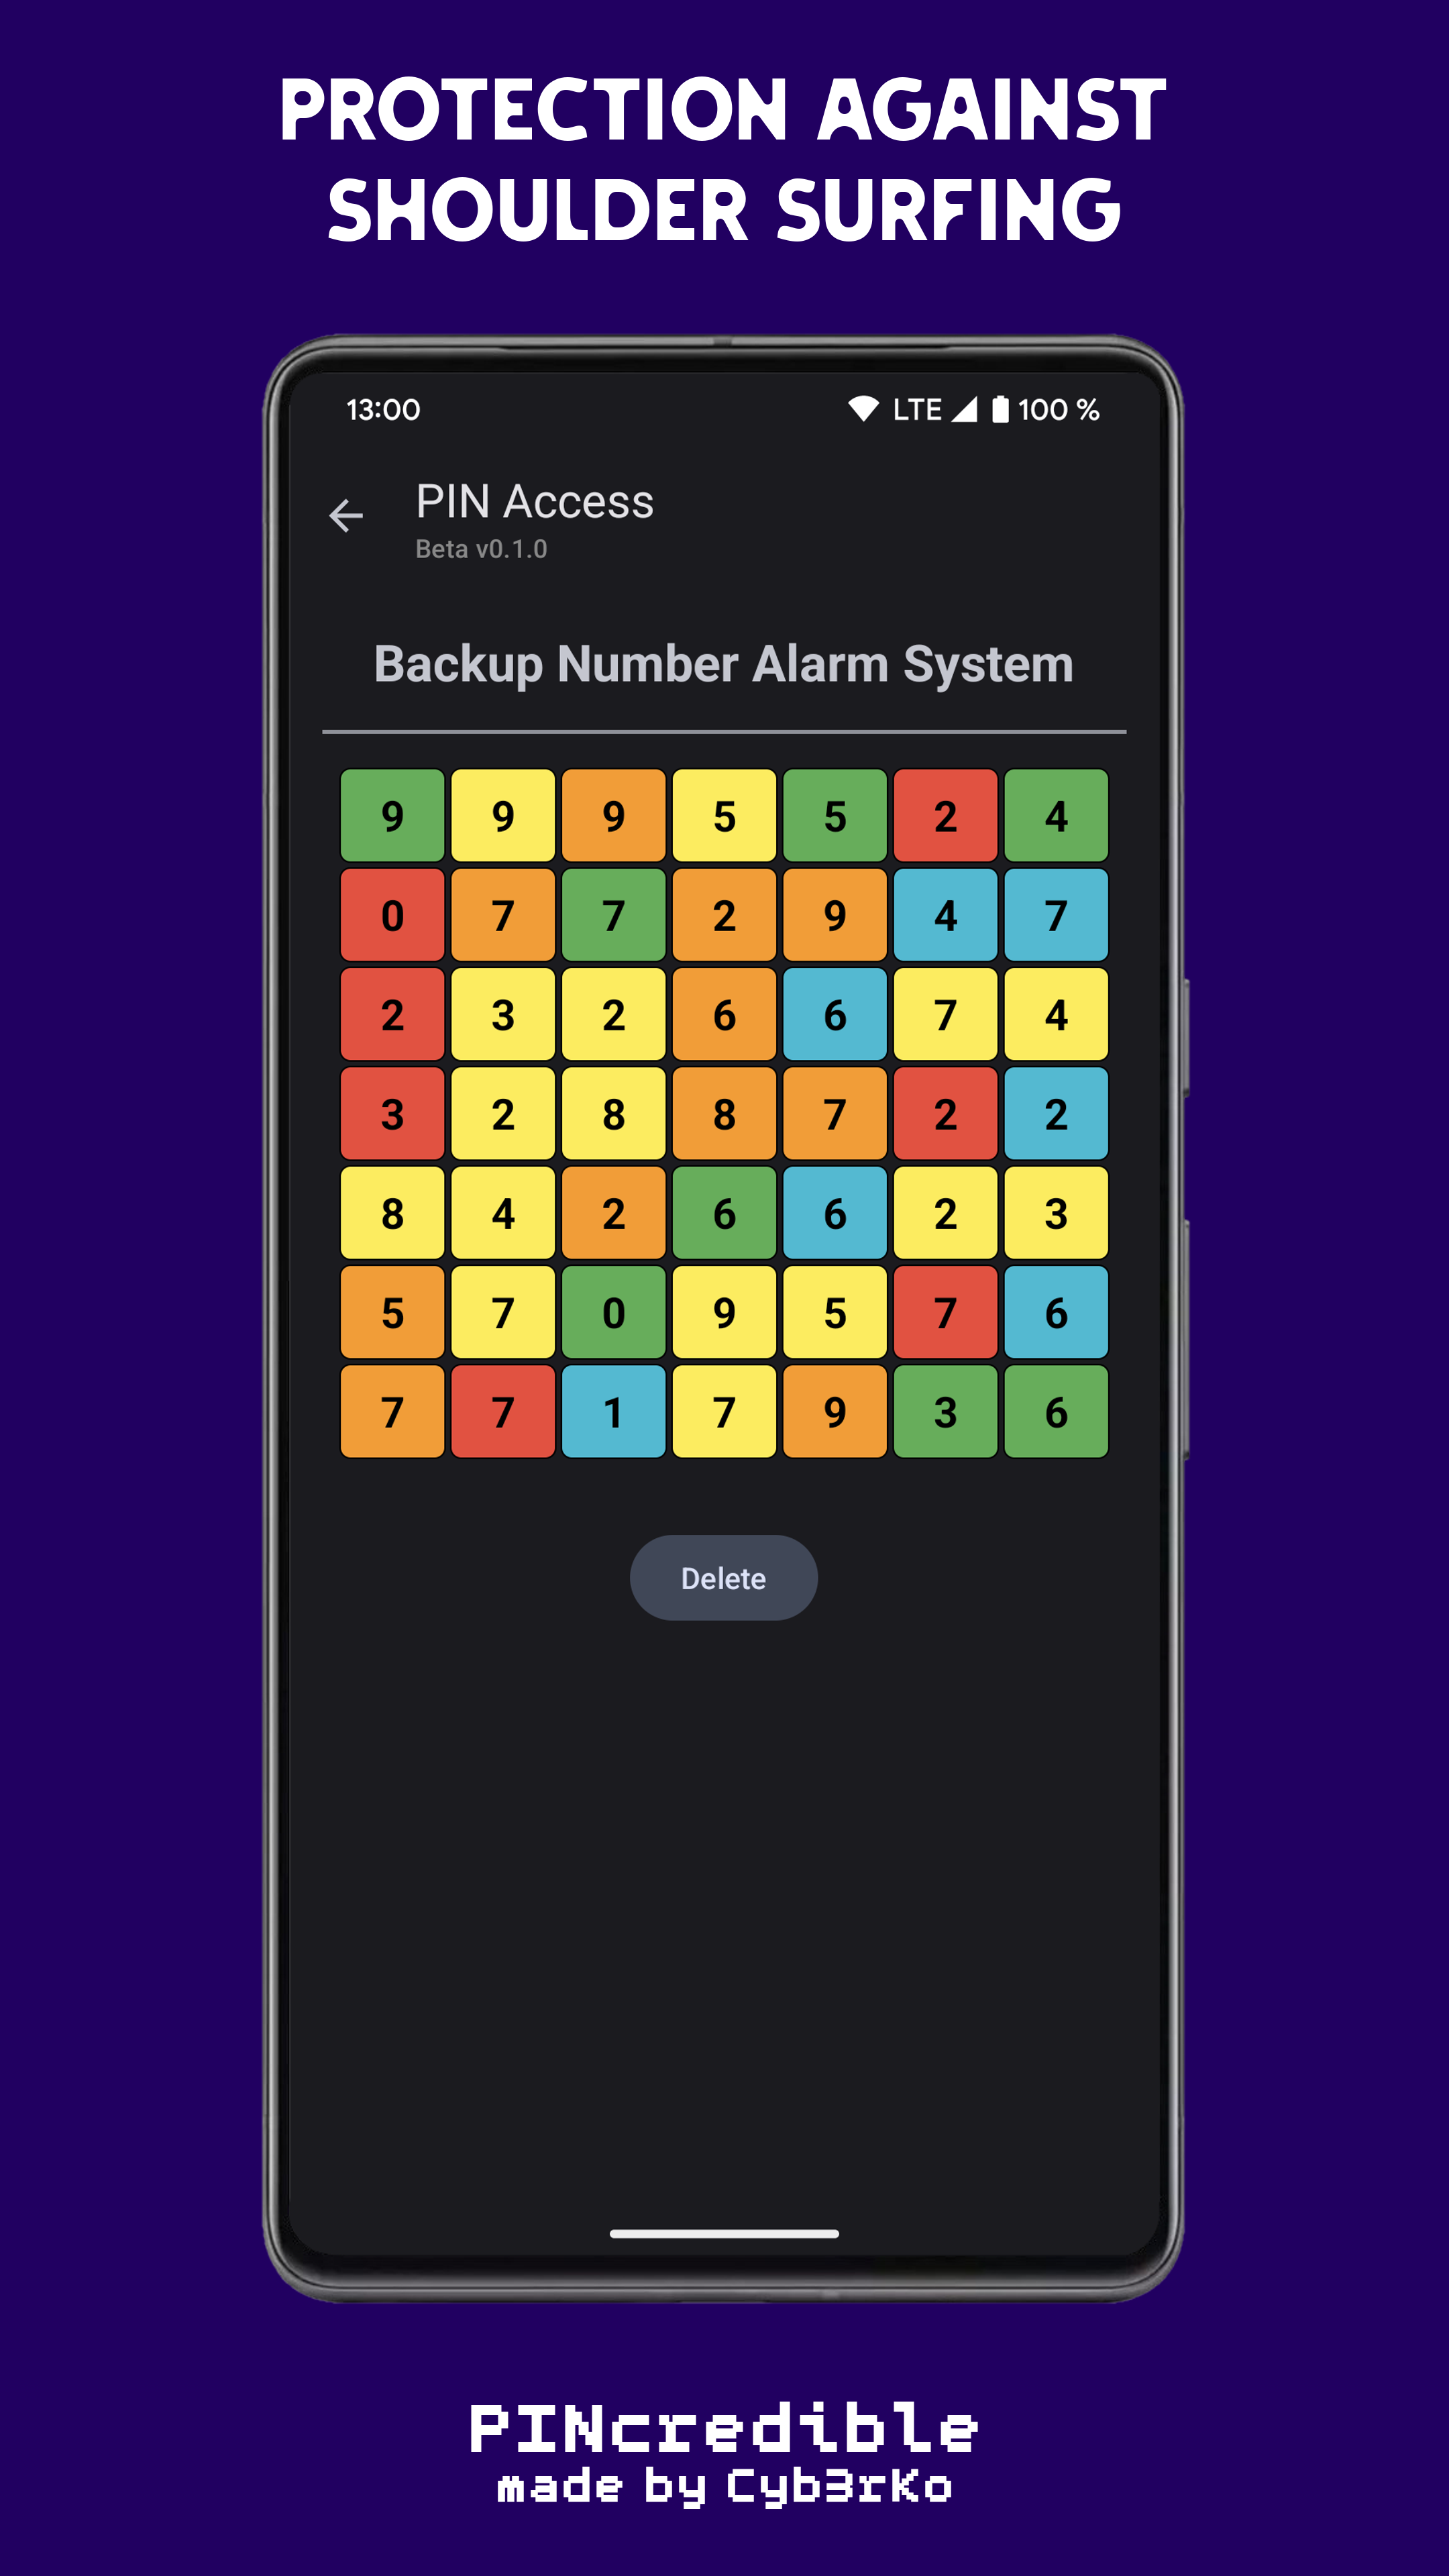 PROTECTION AGAINST
SHOULDER SURFING
13:00 LTE 100 %
PIN Access
Beta v0.1.0
Backup Number Alarm System
9 9 9 5 5 2 4
0 7 7 2 9 4 7
2 3 2 6 6 7 4
3 2 8 8 7 2 2
8 4 2 6 6 2 3
5 7 0 9 5 7 6
7 7 1 7 9 3 6
Delete
PINcredible
made by Cyb3rKo